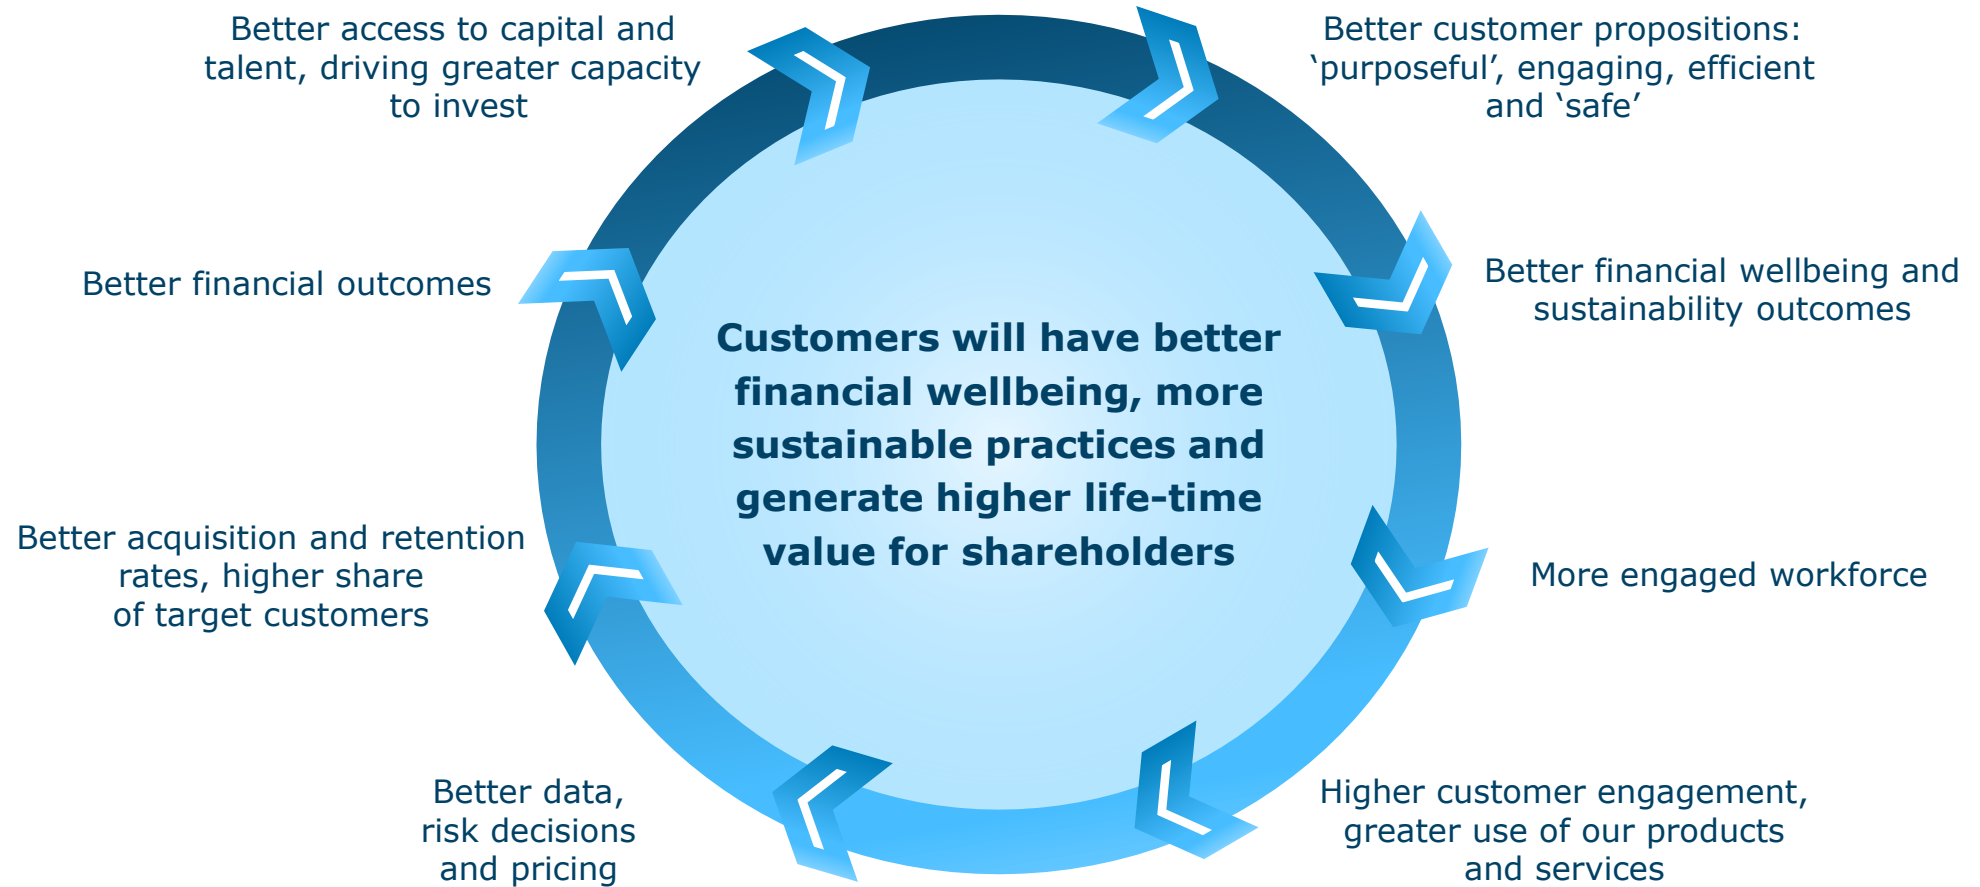 Better access to capital and
talent, driving greater capacity
to invest
Better customer propositions:
‘purposeful’, engaging, efficient
and ‘safe’
Better financial wellbeing and
sustainability outcomes
More engaged workforce
Higher customer engagement,
greater use of our products
and services
Better data,
risk decisions
and pricing
Better acquisition and retention
rates, higher share
of target customers
Better financial outcomes
Customers will have better
financial wellbeing, more
sustainable practices and
generate higher life-time
value for shareholders